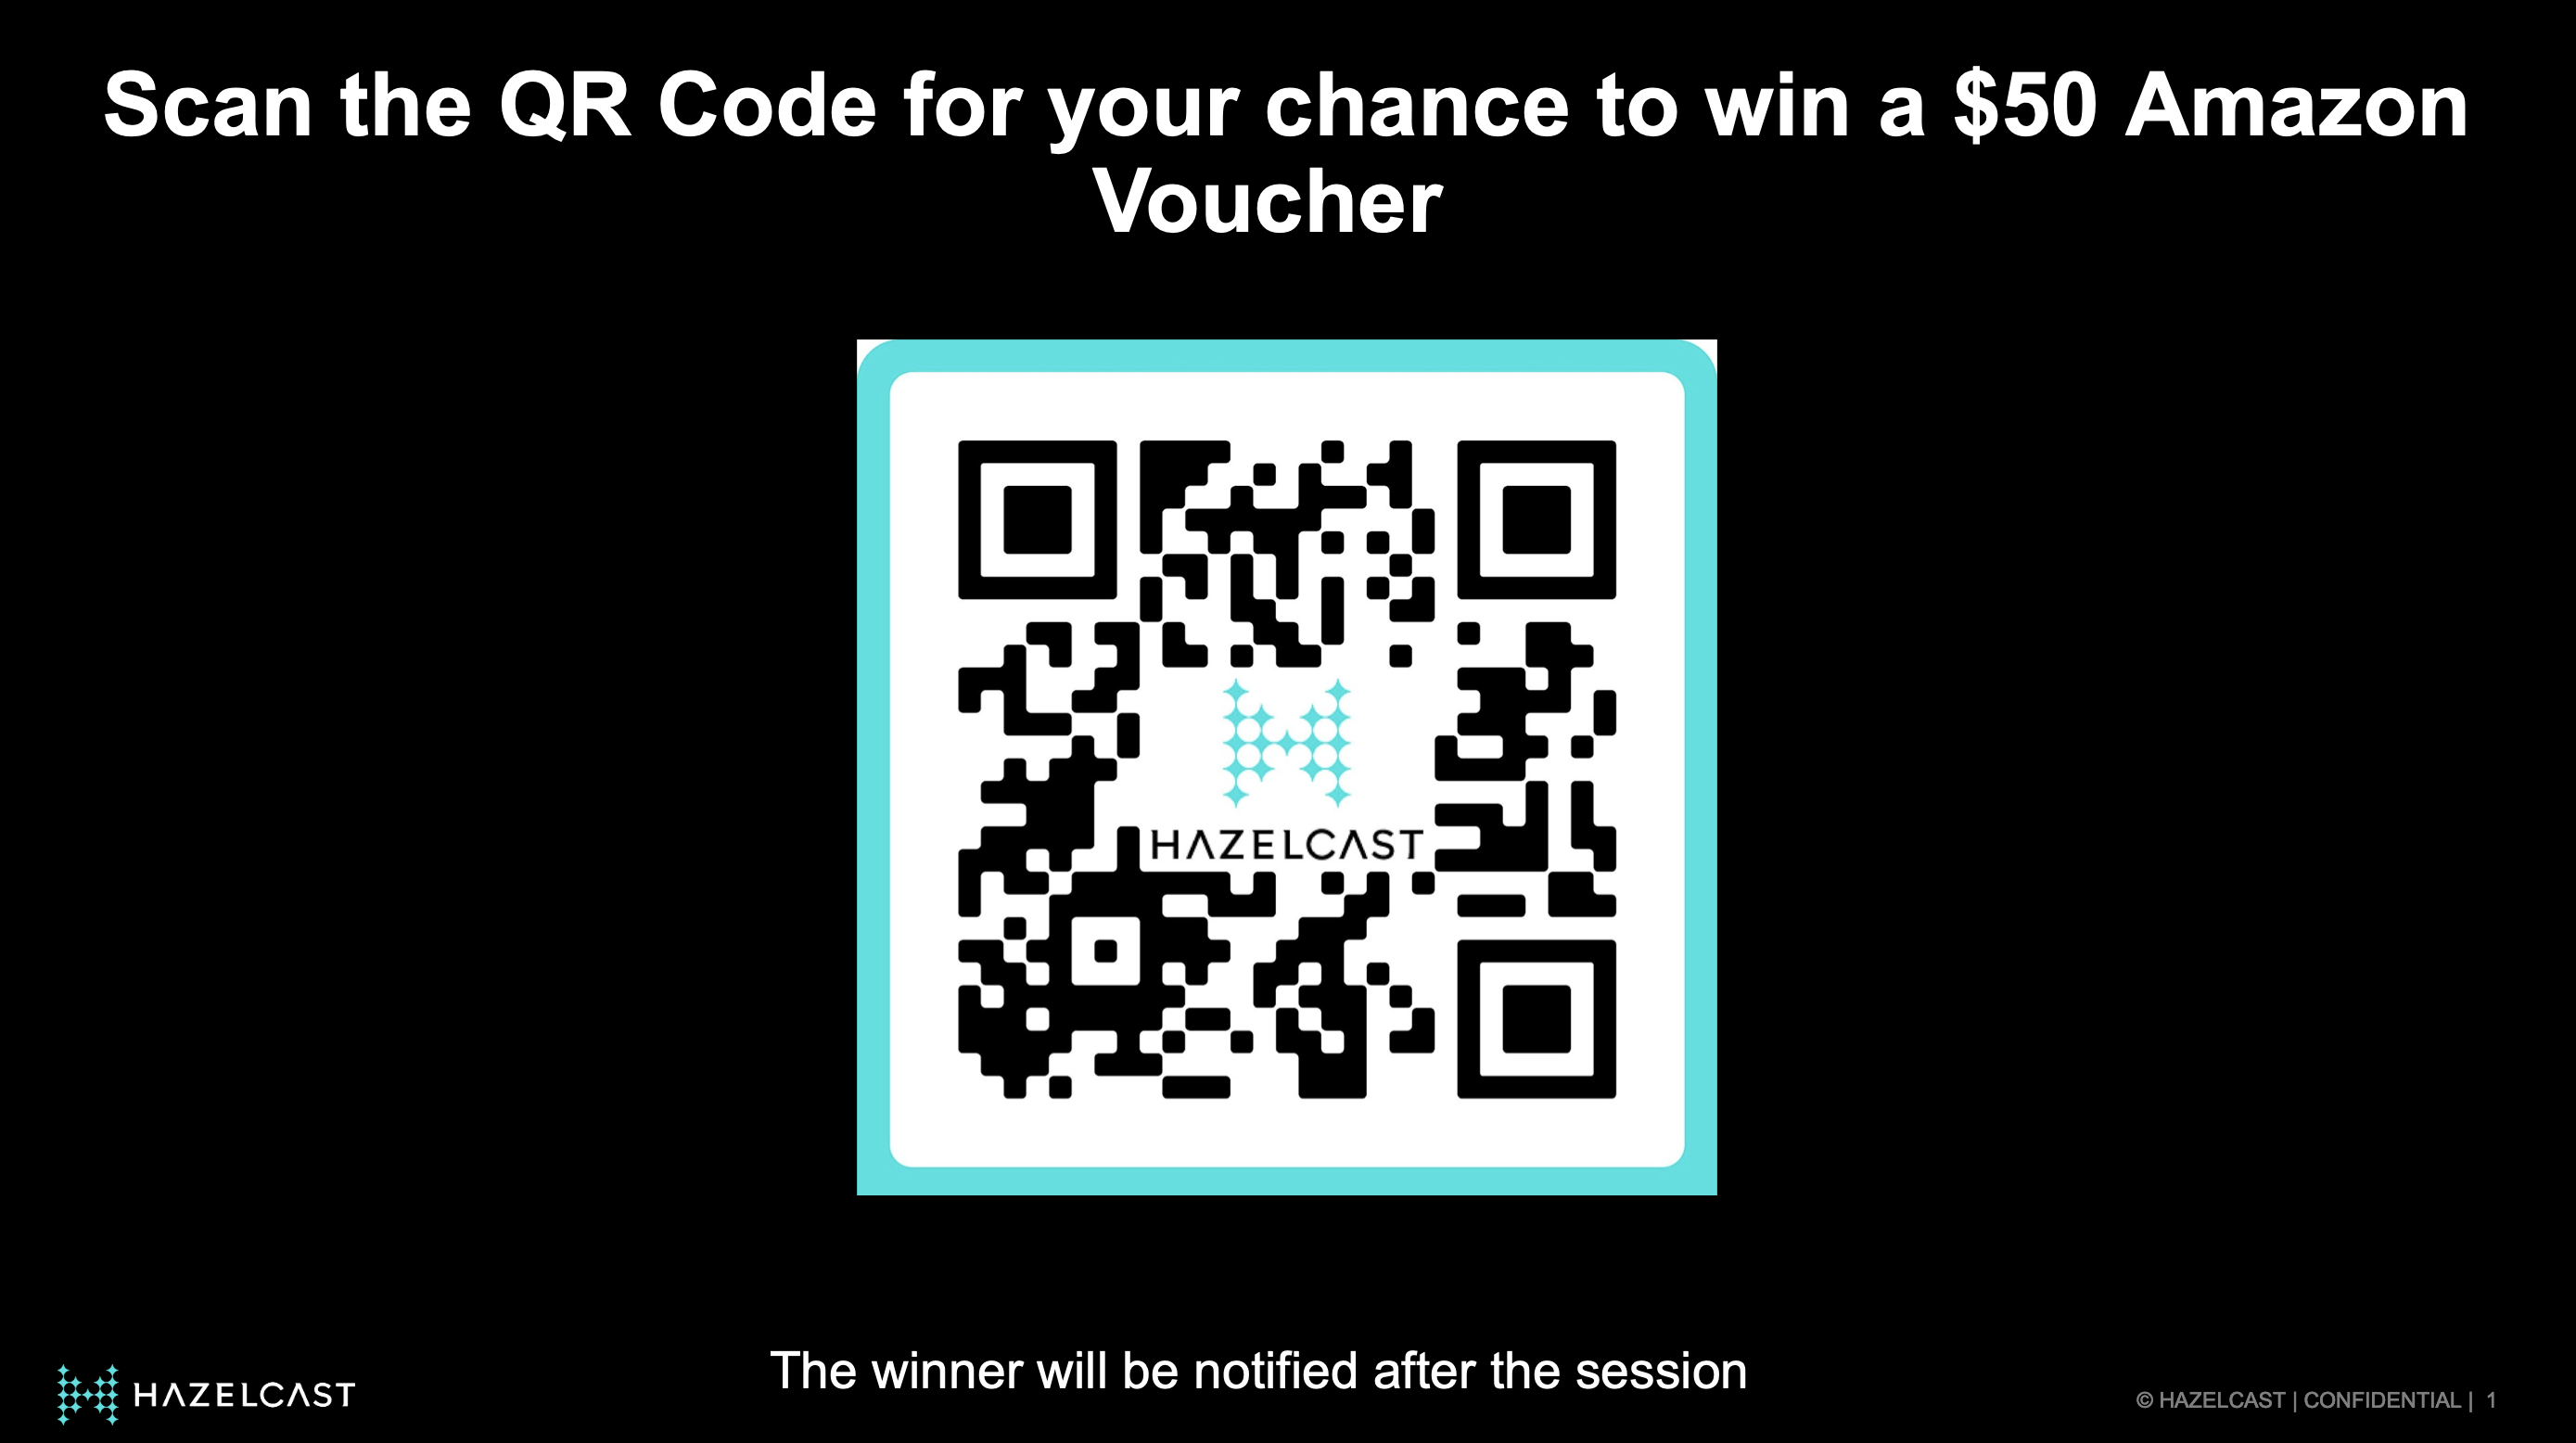 Scan the QR Code for your chance to win a $50 Amazon
Voucher
HAZELCAST
The winner will be notified after the session
HAZELCAST
© HAZELCAST | CONFIDENTIAL | 1